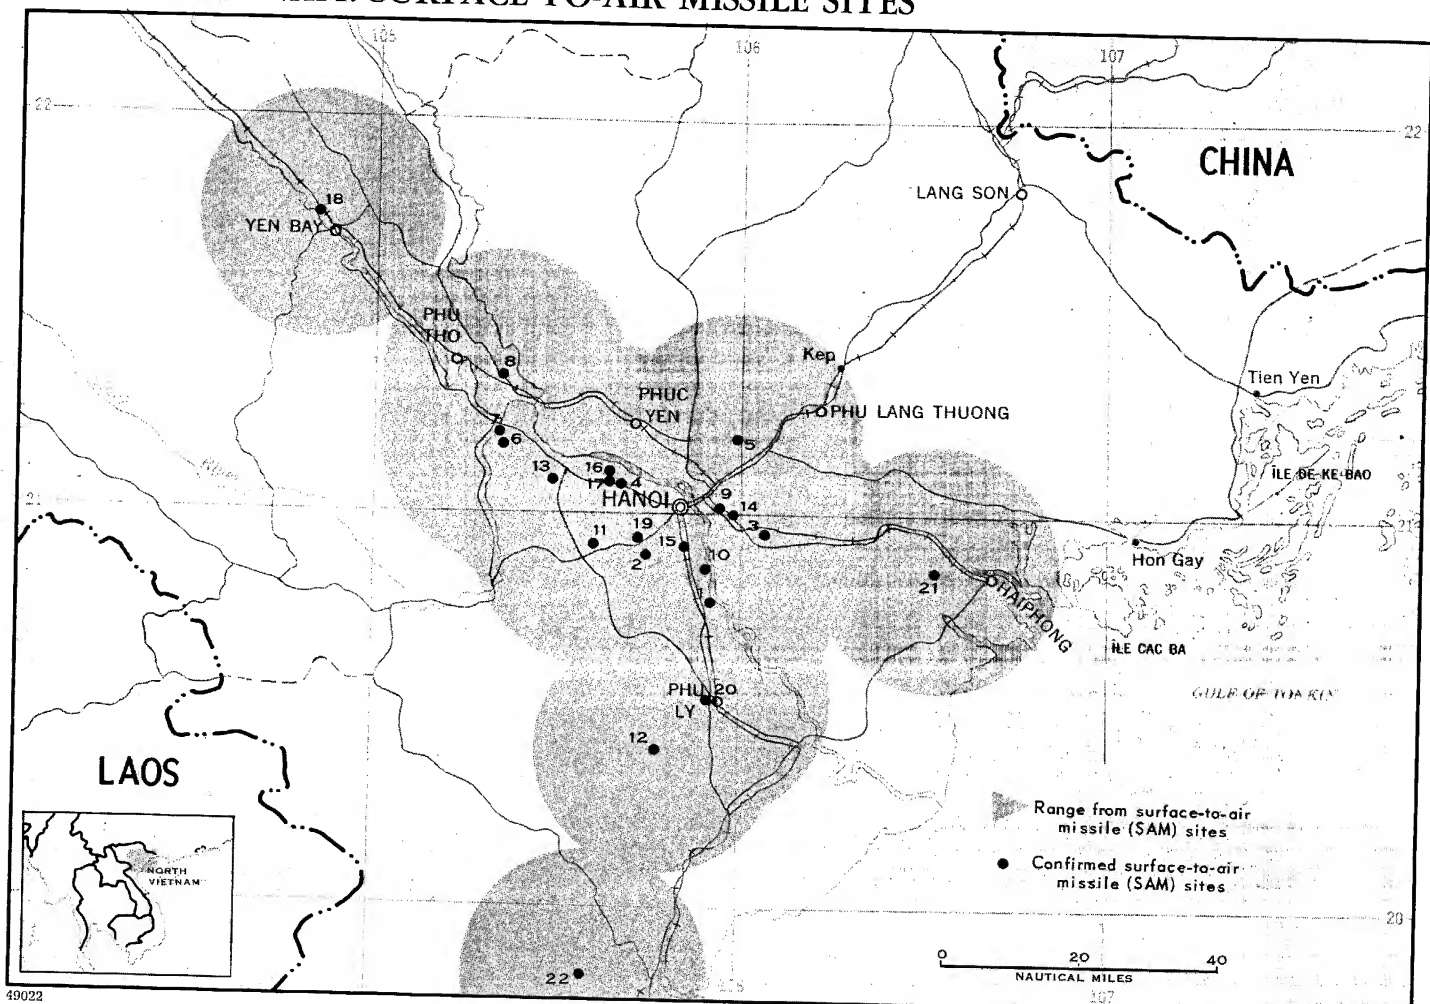 SURFACE-TO-AIR MISSILE SITES
105
106
107
22
22
CHINA
LANG SON
18
YEN BAY
PHU
THO
8
Kep
Tien Yen
PHUC
YEN
PHU LANG THUONG
7
6
5
ÎLE DE KE BAO
13
16
17
4
HANOI
9
14
21
21
3
11
19
2
15
10
Hon Gay
21
HAIPHONG
1
ÎLE CAC BA
PHU
LY
20
GULF OF TONKIN
12
LAOS
Range from surface-to-air
missile (SAM) sites
Confirmed surface-to-air
missile (SAM) sites
NORTH
VIETNAM
20
0 20 40
NAUTICAL MILES
22
107
49022